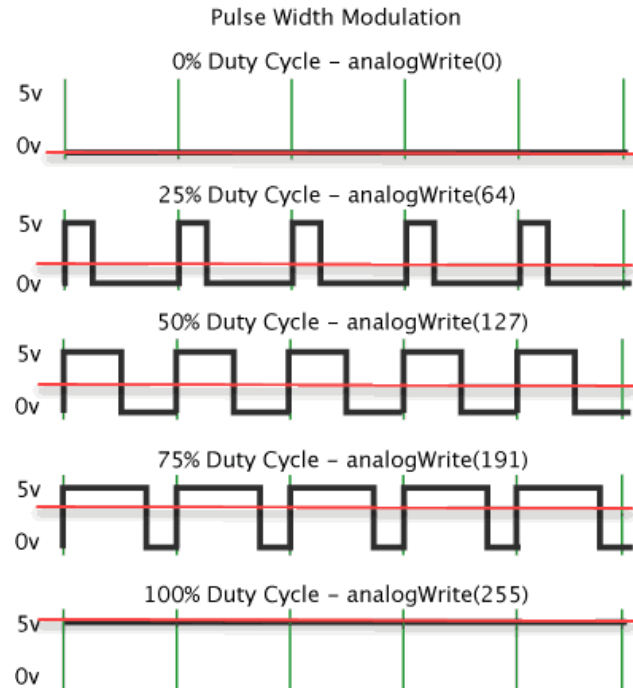 Pulse Width Modulation
0% Duty Cycle – analogWrite(0)
5v
0v
25% Duty Cycle – analogWrite(64)
5v
0v
50% Duty Cycle – analogWrite(127)
5v
0v
75% Duty Cycle – analogWrite(191)
5v
0v
100% Duty Cycle – analogWrite(255)
5v
0v